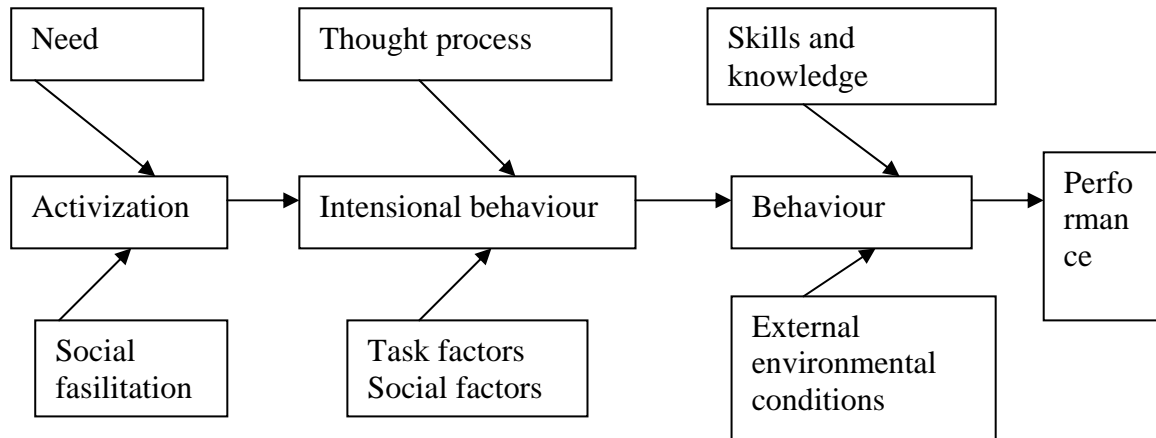 Need
Thought process
Skills and
knowledge
Activization
Intensional behaviour
Behaviour
Perfo
rman
ce
Social
fasilitation
Task factors
Social factors
External
environmental
conditions